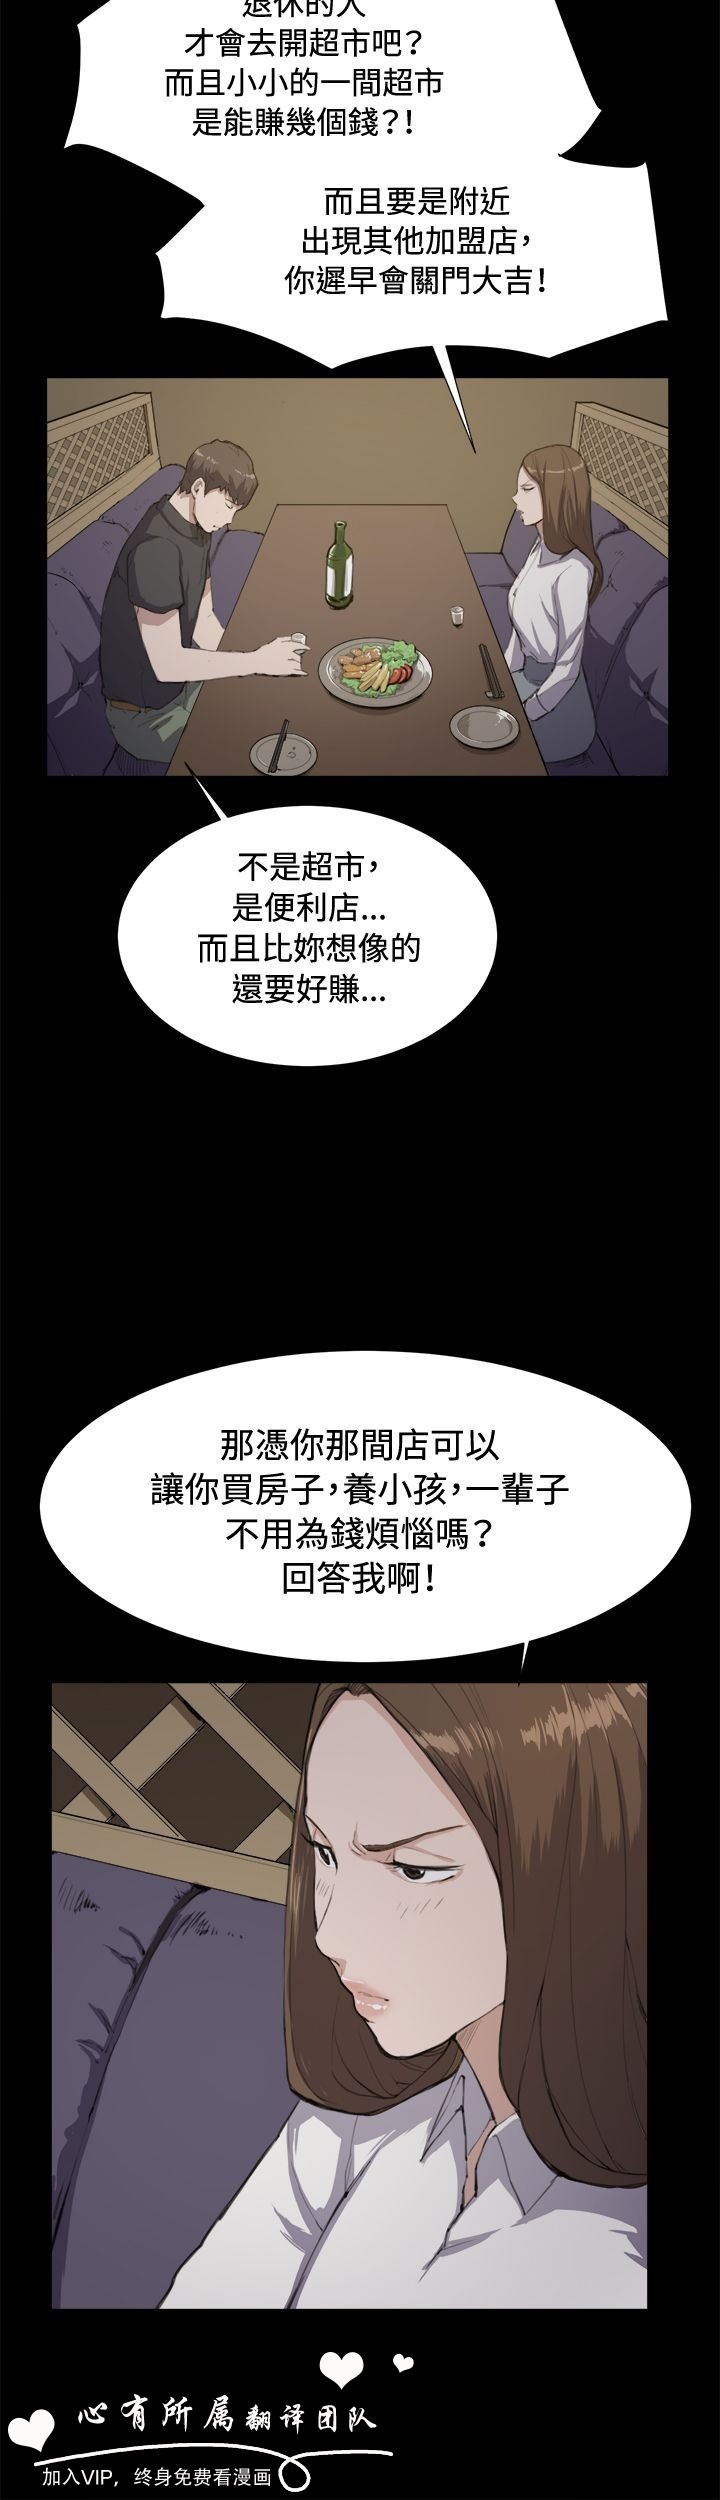 退休的人
才會去開超市吧？
而且小小的一間超市
是能賺幾個錢？！
而且要是附近
出現其他加盟店，
你遲早會關門大吉！
不是超市，
是便利店…
而且比妳想像的
還要好賺…
那憑你那間店可以
讓你買房子，養小孩，一輩子
不用為錢煩惱嗎？
回答我啊！
心有所属翻译团队
加入VIP，终身免费看漫画